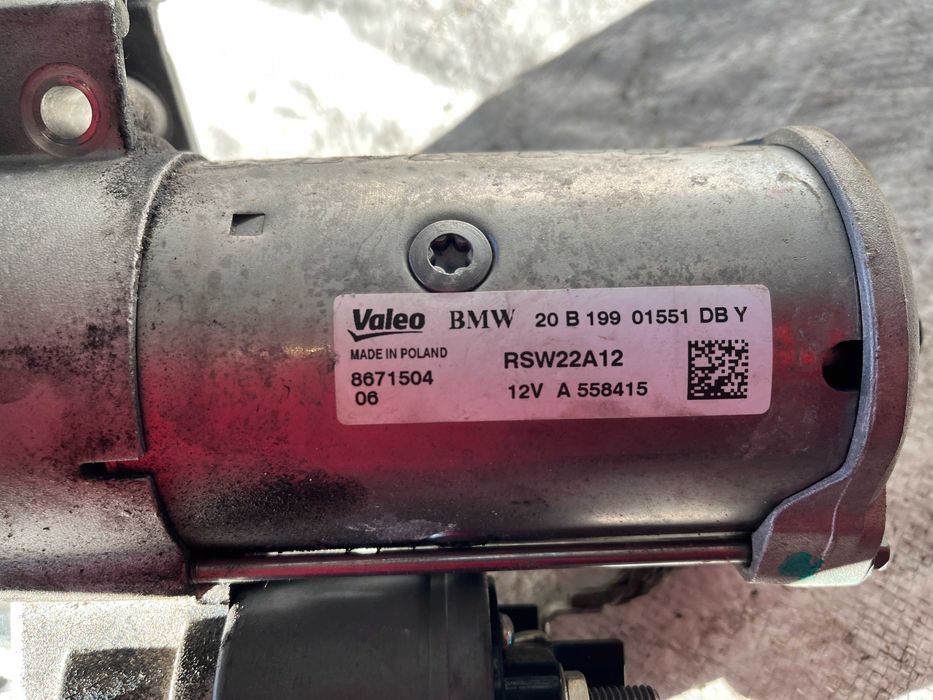 Valeo BMW 20 B 199 01551 DB Y
MADE IN POLAND
RSW22A12
8671504
12V A 558415
06